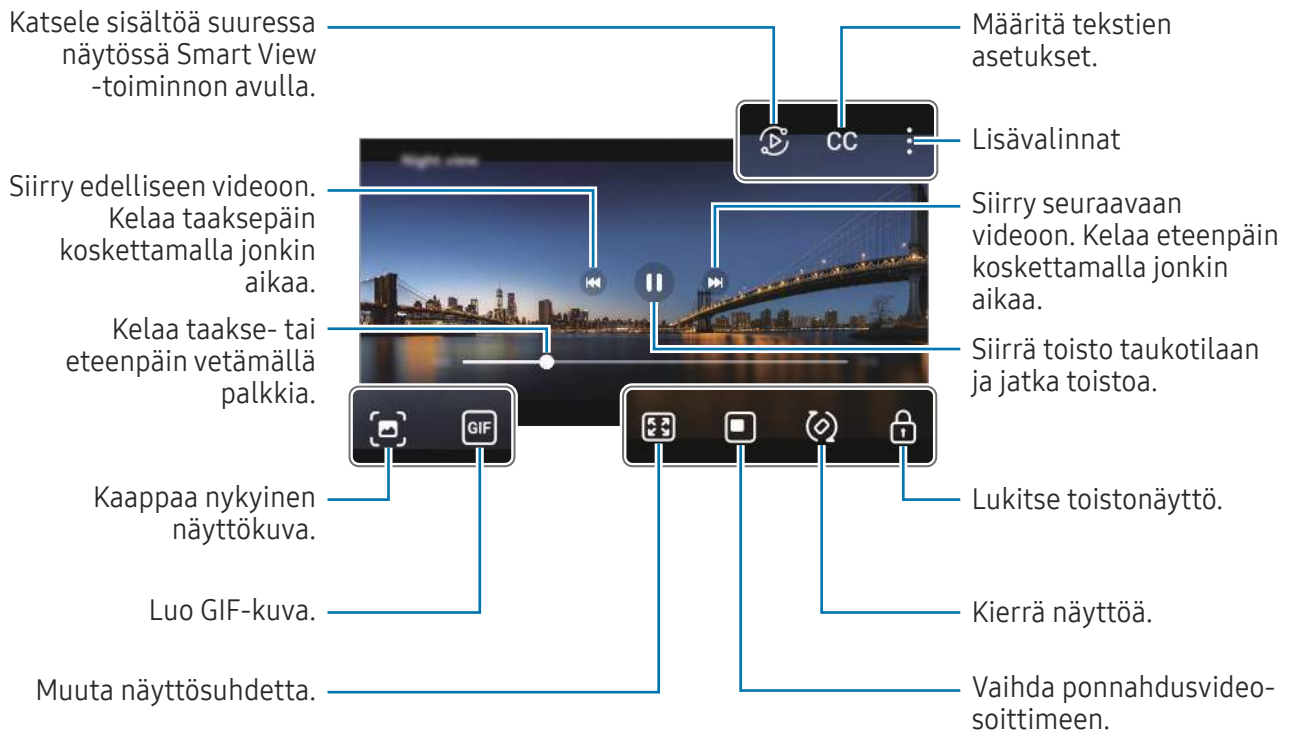 Katsele sisältöä suuressa
näytössä Smart View
-toiminnon avulla.
Määritä tekstien
asetukset.
CC
Lisävalinnat
Night view
Siirry edelliseen videoon.
Kelaa taaksepäin
koskettamalla jonkin
aikaa.
Siirry seuraavaan
videoon. Kelaa eteenpäin
koskettamalla jonkin
aikaa.
Kelaa taakse- tai
eteenpäin vetämällä
palkkia.
Siirrä toisto taukotilaan
ja jatka toistoa.
GIF
Kaappaa nykyinen
näyttökuva.
Lukitse toistonäyttö.
Luo GIF-kuva.
Kierrä näyttöä.
Muuta näyttösuhdetta.
Vaihda ponnahdusvideo-
soittimeen.